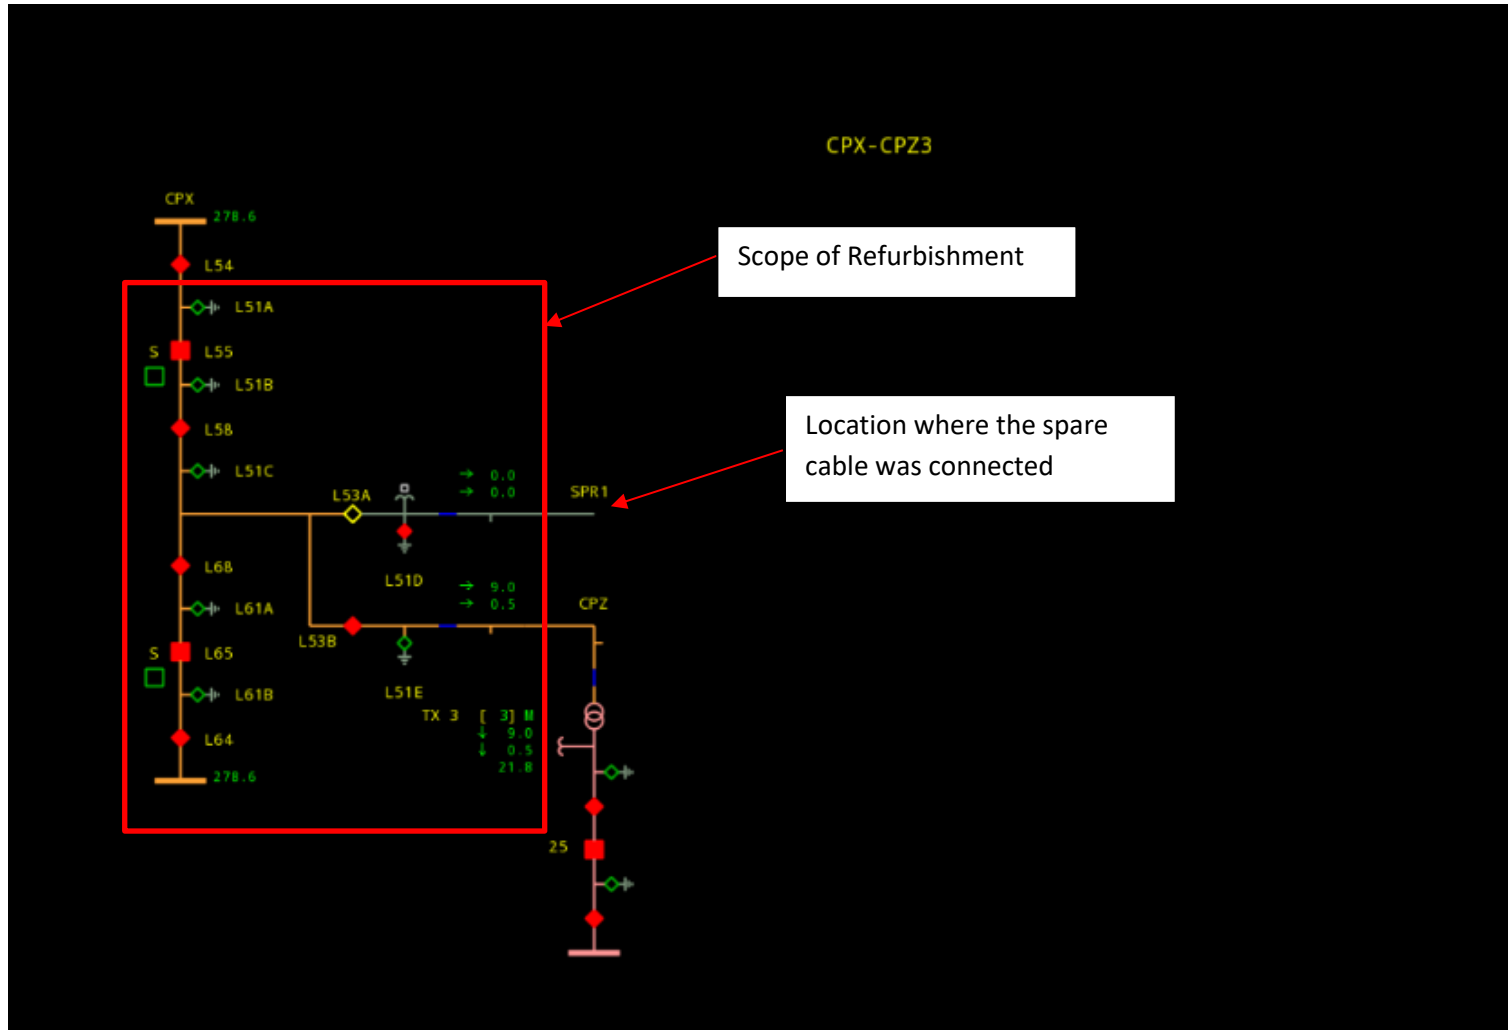 CPX-CPZ3
CPX
278.6
L54
Scope of Refurbishment
L51A
S
L55
L51B
L58
Location where the spare
cable was connected
L51C
→ 0.0
→ 0.0
L53A
SPR1
L68
L51D
→ 9.0
→ 0.5
L61A
CPZ
L53B
S
L65
L61B
L51E
TX 3 [ 3] M
↓ 9.0
↓ 0.5
21.8
L64
278.6
25